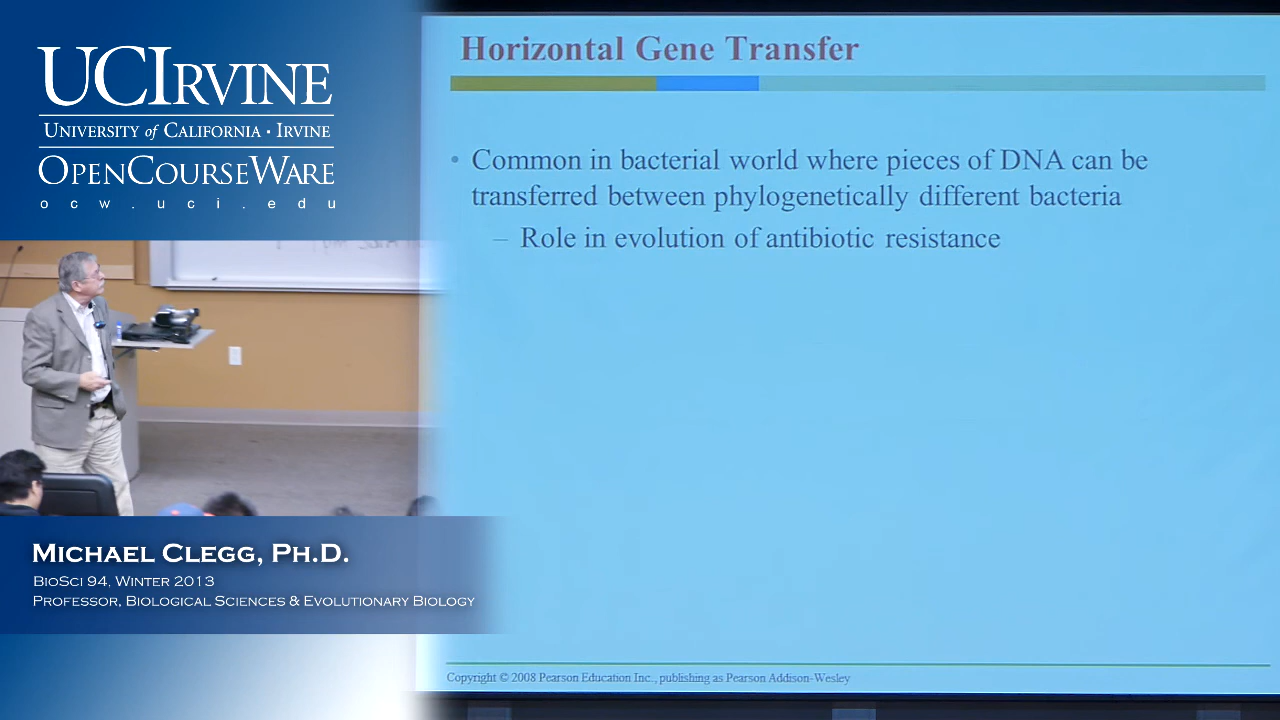 UCIRVINE
UNIVERSITY of CALIFORNIA · IRVINE
OPENCOURSEWARE
ocw.uci.edu
MICHAEL CLEGG, PH.D.
BIOSCI 94, WINTER 2013
PROFESSOR, BIOLOGICAL SCIENCES & EVOLUTIONARY BIOLOGY
Horizontal Gene Transfer
• Common in bacterial world where pieces of DNA can be
transferred between phylogenetically different bacteria
– Role in evolution of antibiotic resistance
Copyright © 2008 Pearson Education Inc., publishing as Pearson Addison-Wesley